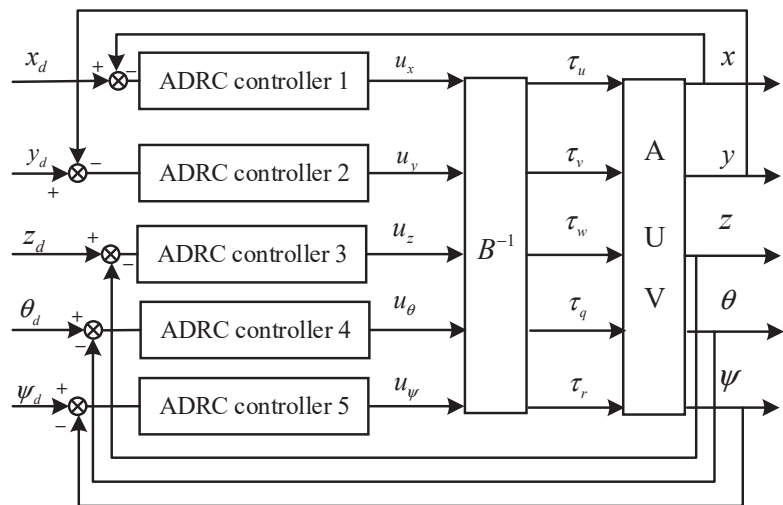 x_d + − ADRC controller 1 u_x τ_u x
y_d + − ADRC controller 2 u_y τ_v A y
z_d + − ADRC controller 3 u_z B^{-1} τ_w U z
θ_d + − ADRC controller 4 u_θ τ_q V θ
ψ_d + − ADRC controller 5 u_ψ τ_r ψ